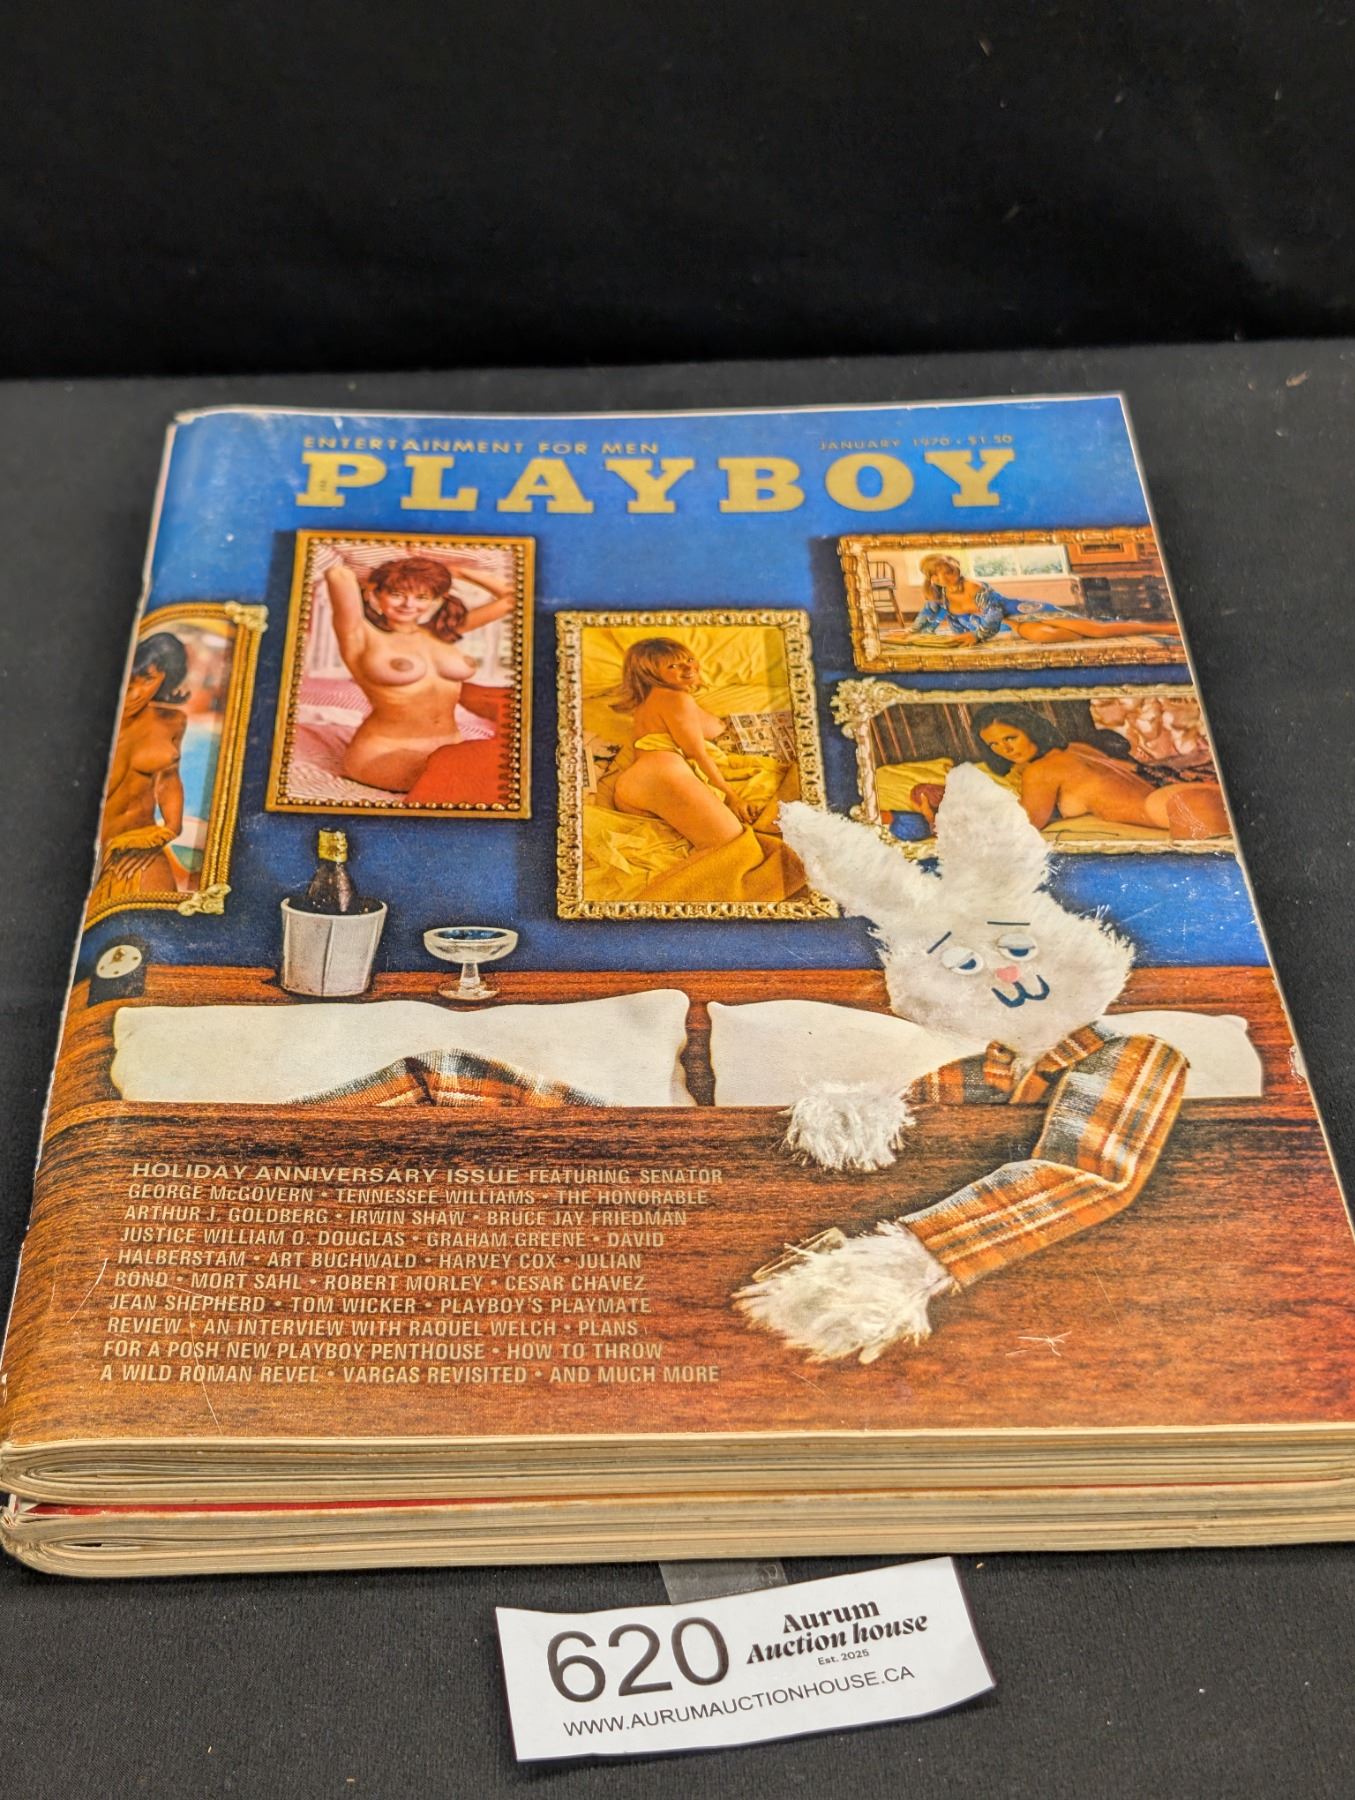 ENTERTAINMENT FOR MEN
JANUARY 1970 • $1.50
PLAYBOY
HOLIDAY ANNIVERSARY ISSUE FEATURING SENATOR
GEORGE McGOVERN • TENNESSEE WILLIAMS • THE HONORABLE
ARTHUR J. GOLDBERG • IRWIN SHAW • BRUCE JAY FRIEDMAN
JUSTICE WILLIAM O. DOUGLAS • GRAHAM GREENE • DAVID
HALBERSTAM • ART BUCHWALD • HARVEY COX • JULIAN
BOND • MORT SAHL • ROBERT MORLEY • CESAR CHAVEZ
JEAN SHEPHERD • TOM WICKER • PLAYBOY'S PLAYMATE
REVIEW • AN INTERVIEW WITH RAQUEL WELCH • PLANS
FOR A POSH NEW PLAYBOY PENTHOUSE • HOW TO THROW
A WILD ROMAN REVEL • VARGAS REVISITED • AND MUCH MORE
620
Aurum
Auction house
Est. 2025
WWW.AURUMAUCTIONHOUSE.CA